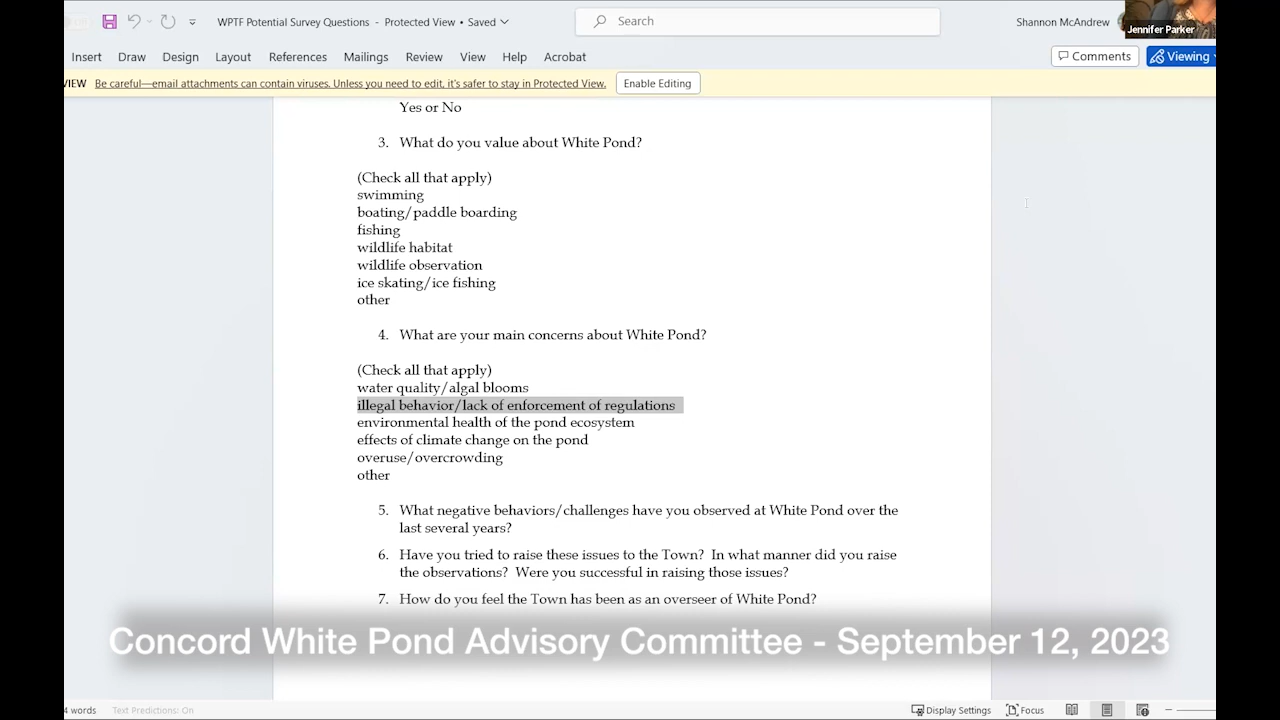 WPTF Potential Survey Questions - Protected View • Saved
Search
Shannon McAndrew
Jennifer Parker
Insert Draw Design Layout References Mailings Review View Help Acrobat
Comments
Viewing
VIEW Be careful—email attachments can contain viruses. Unless you need to edit, it's safer to stay in Protected View. Enable Editing
Yes or No
3. What do you value about White Pond?
(Check all that apply)
swimming
boating/paddle boarding
fishing
wildlife habitat
wildlife observation
ice skating/ice fishing
other
4. What are your main concerns about White Pond?
(Check all that apply)
water quality/algal blooms
illegal behavior/lack of enforcement of regulations
environmental health of the pond ecosystem
effects of climate change on the pond
overuse/overcrowding
other
5. What negative behaviors/challenges have you observed at White Pond over the
last several years?
6. Have you tried to raise these issues to the Town? In what manner did you raise
the observations? Were you successful in raising those issues?
7. How do you feel the Town has been as an overseer of White Pond?
Concord White Pond Advisory Committee - September 12, 2023
4 words Text Predictions: On Display Settings Focus